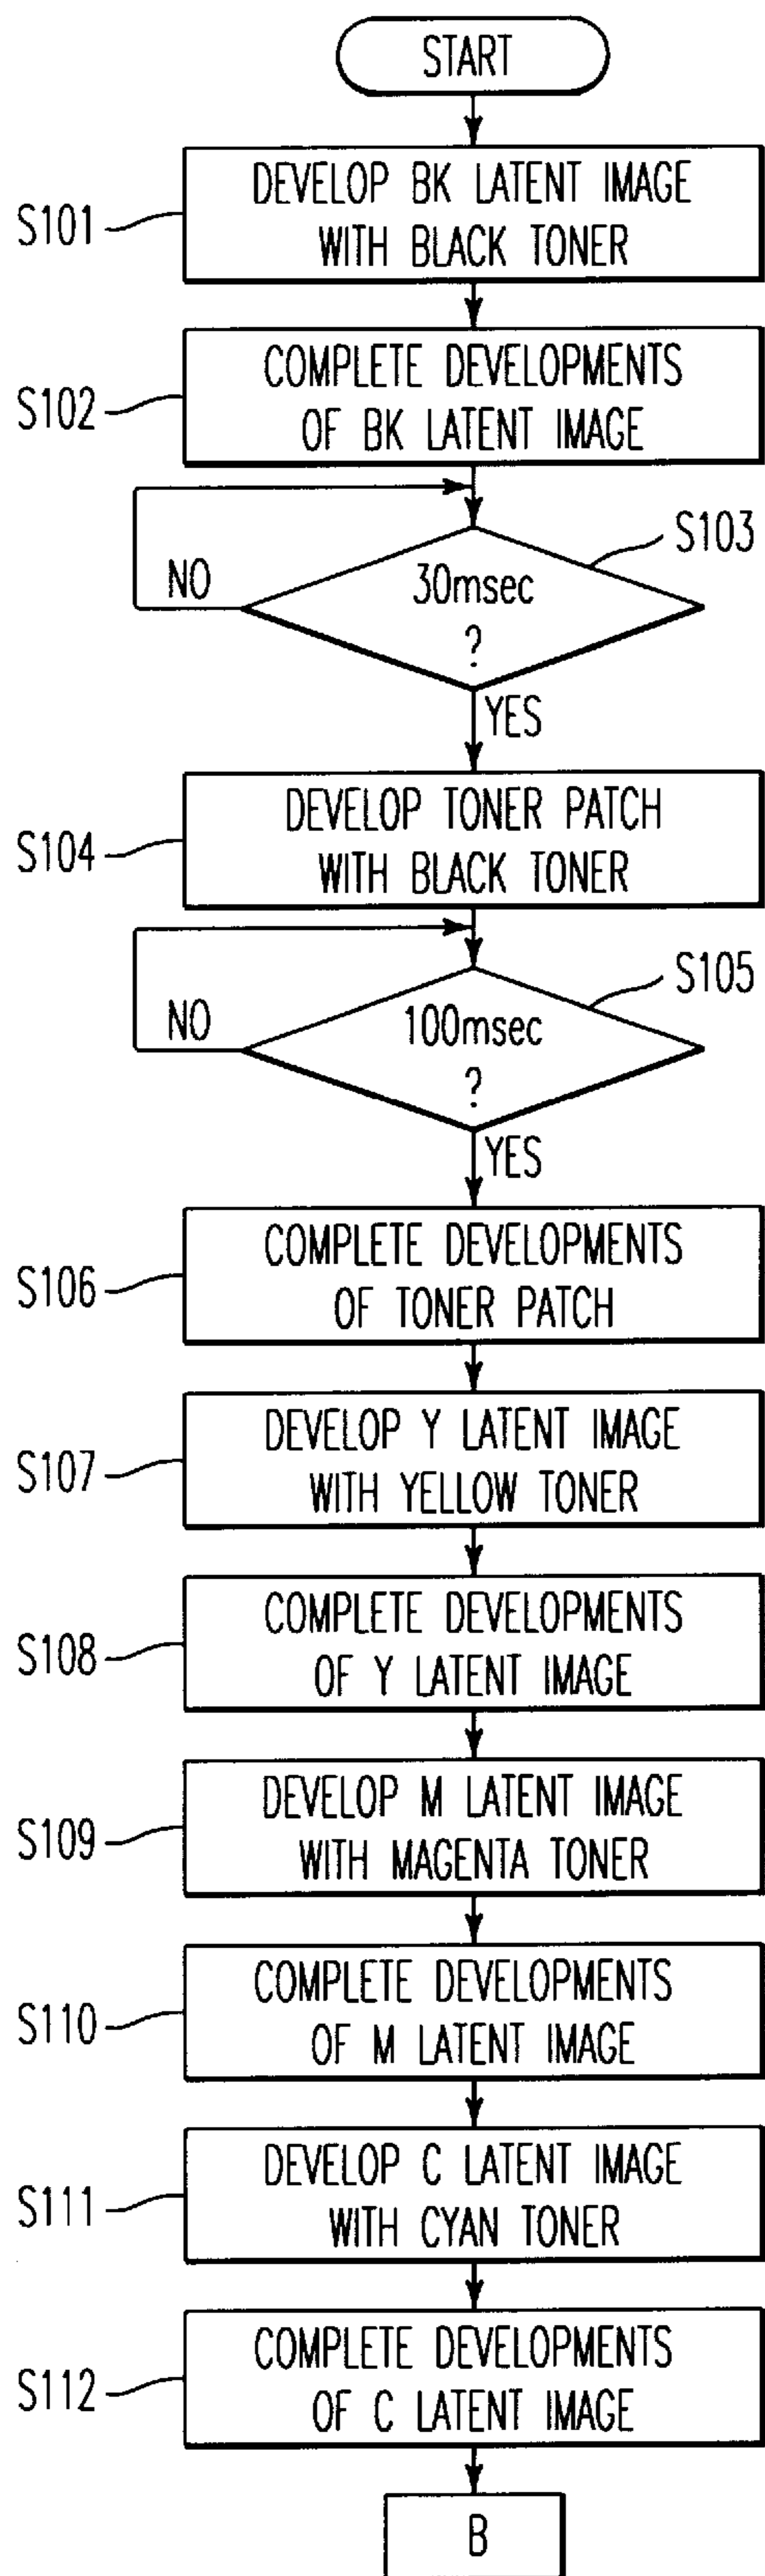 START
S101
DEVELOP BK LATENT IMAGE
WITH BLACK TONER
S102
COMPLETE DEVELOPMENTS
OF BK LATENT IMAGE
S103
30msec
?
NO
YES
S104
DEVELOP TONER PATCH
WITH BLACK TONER
S105
100msec
?
NO
YES
S106
COMPLETE DEVELOPMENTS
OF TONER PATCH
S107
DEVELOP Y LATENT IMAGE
WITH YELLOW TONER
S108
COMPLETE DEVELOPMENTS
OF Y LATENT IMAGE
S109
DEVELOP M LATENT IMAGE
WITH MAGENTA TONER
S110
COMPLETE DEVELOPMENTS
OF M LATENT IMAGE
S111
DEVELOP C LATENT IMAGE
WITH CYAN TONER
S112
COMPLETE DEVELOPMENTS
OF C LATENT IMAGE
B